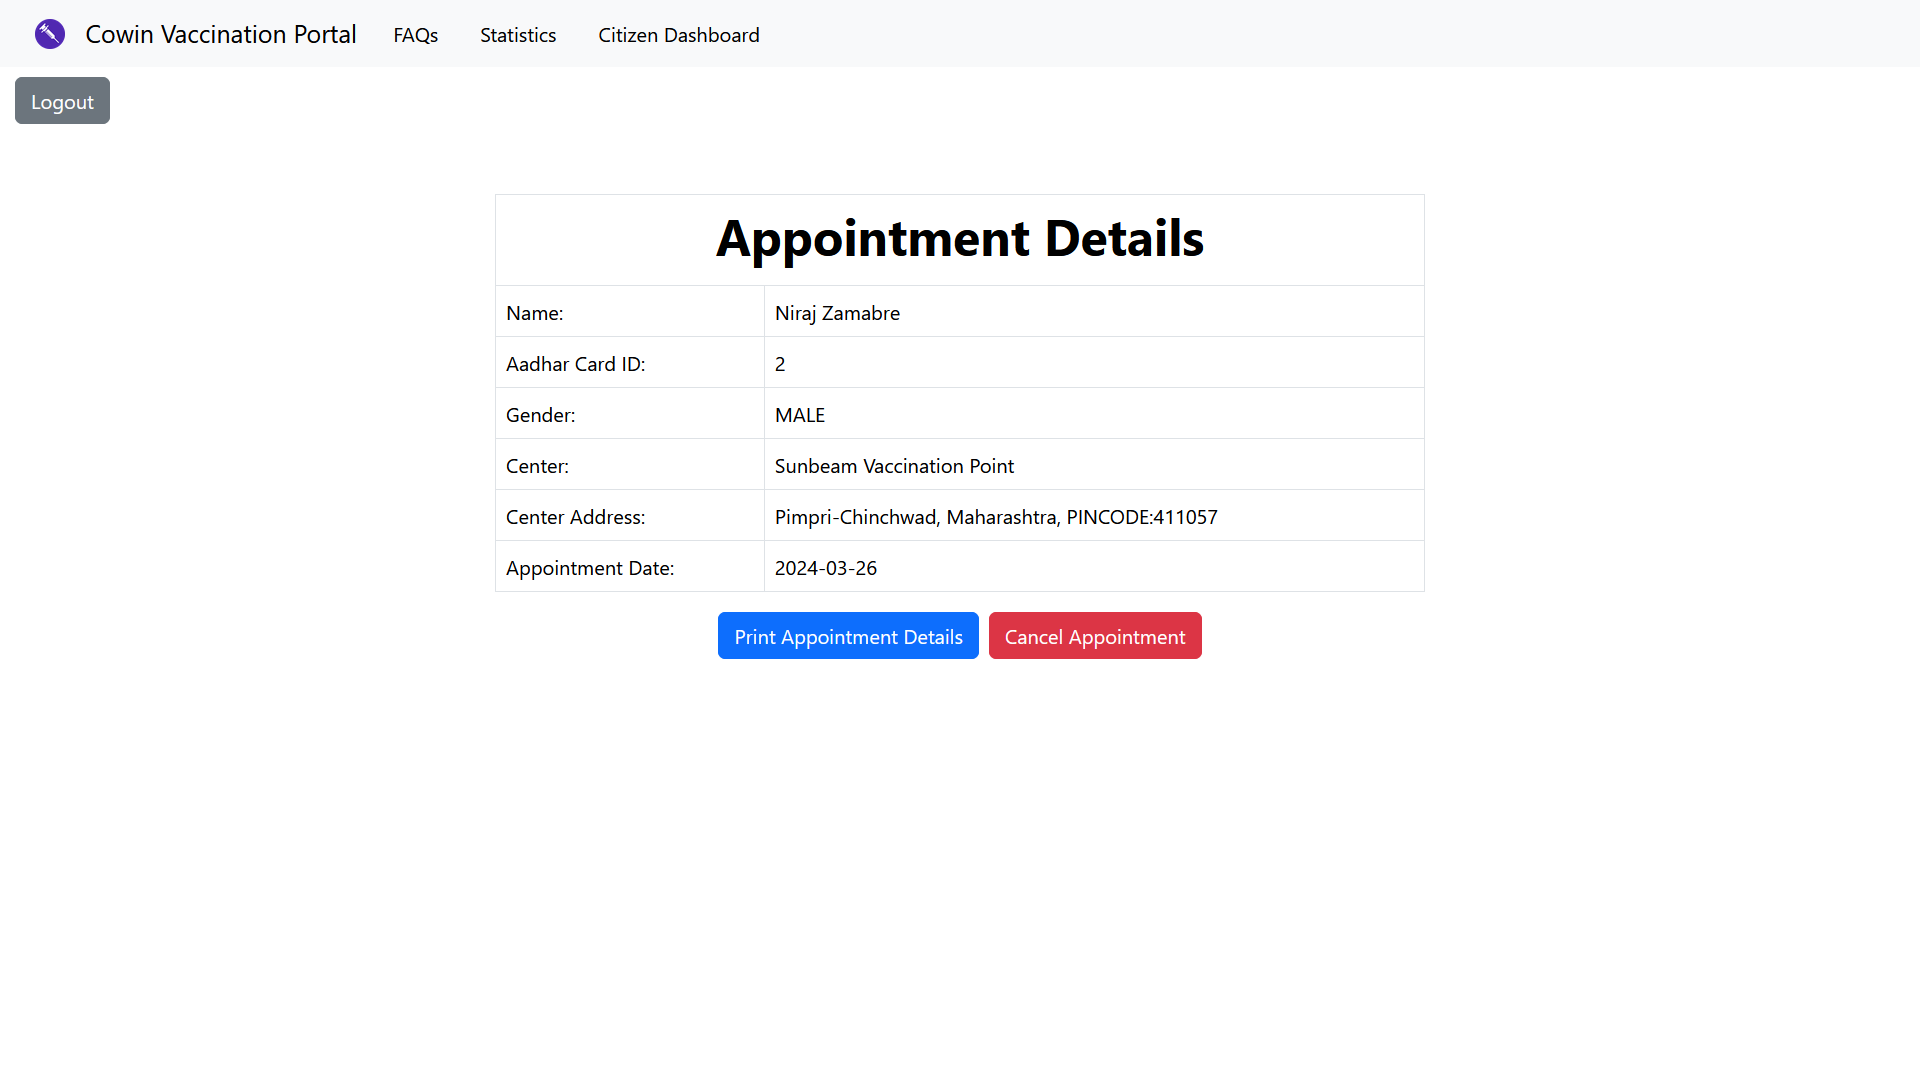 Cowin Vaccination Portal FAQs Statistics Citizen Dashboard
Logout
Appointment Details
Name: Niraj Zamabre
Aadhar Card ID: 2
Gender: MALE
Center: Sunbeam Vaccination Point
Center Address: Pimpri-Chinchwad, Maharashtra, PINCODE:411057
Appointment Date: 2024-03-26
Print Appointment Details Cancel Appointment